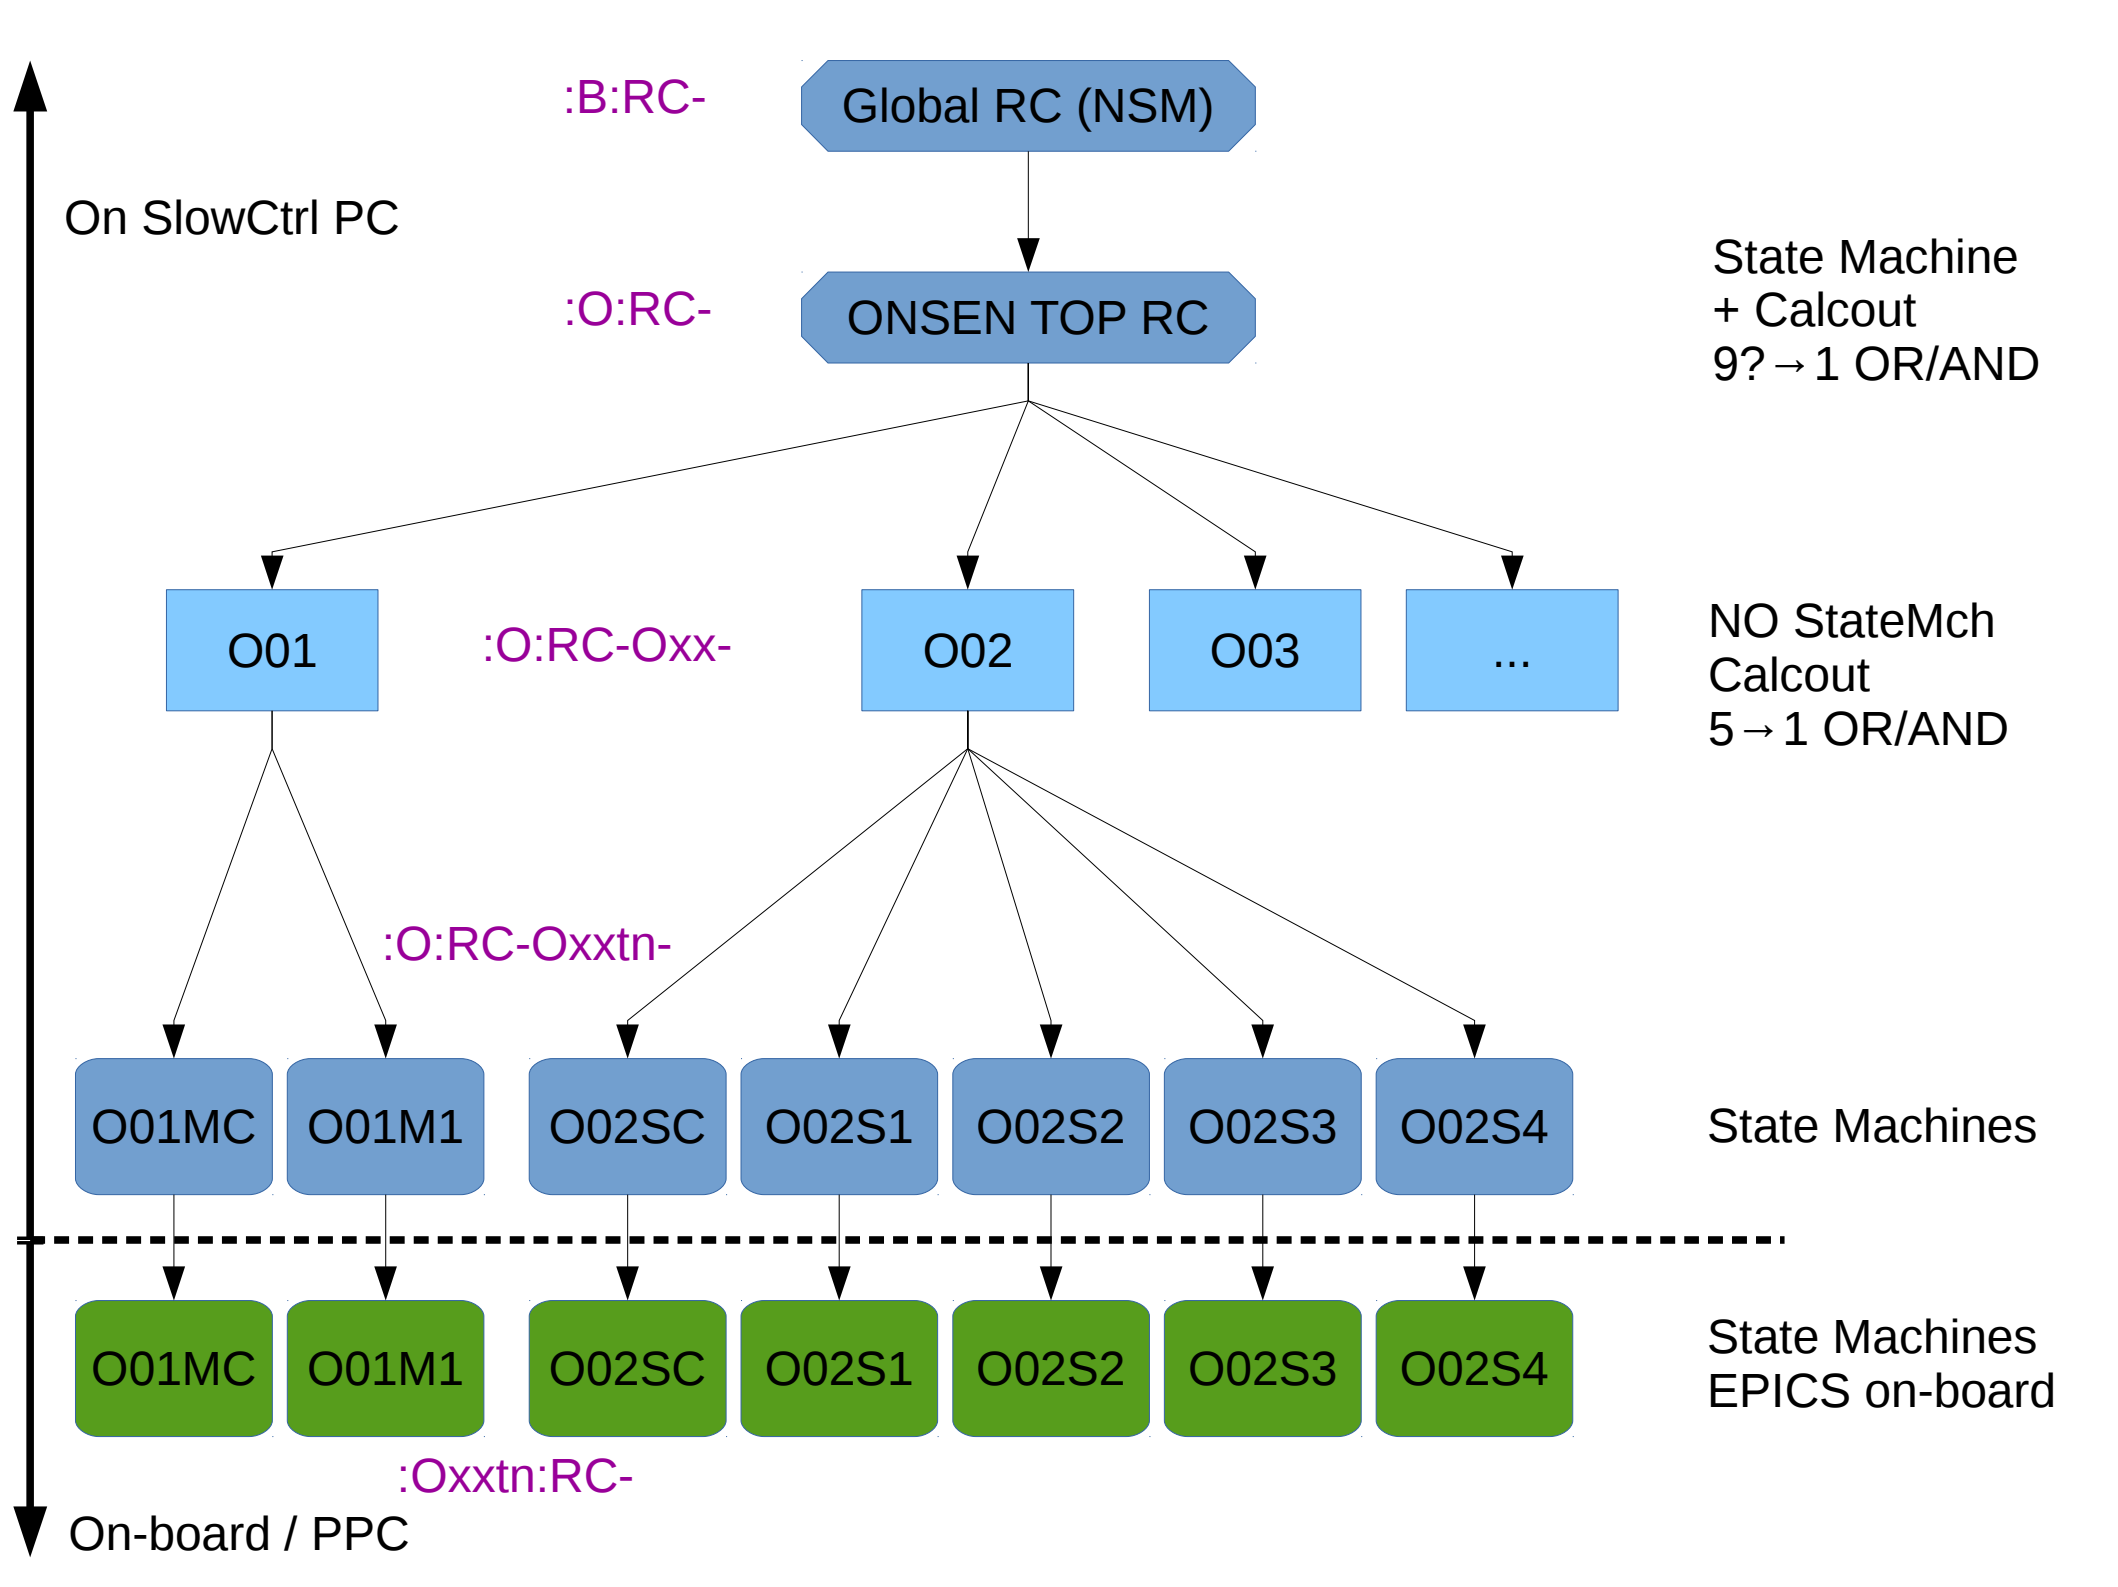 :B:RC-
Global RC (NSM)
On SlowCtrl PC
:O:RC-
ONSEN TOP RC
State Machine
+ Calcout
9?→1 OR/AND
O01
:O:RC-Oxx-
O02
O03
...
NO StateMch
Calcout
5→1 OR/AND
:O:RC-Oxxtn-
O01MC
O01M1
O02SC
O02S1
O02S2
O02S3
O02S4
State Machines
O01MC
O01M1
O02SC
O02S1
O02S2
O02S3
O02S4
State Machines
EPICS on-board
:Oxxtn:RC-
On-board / PPC